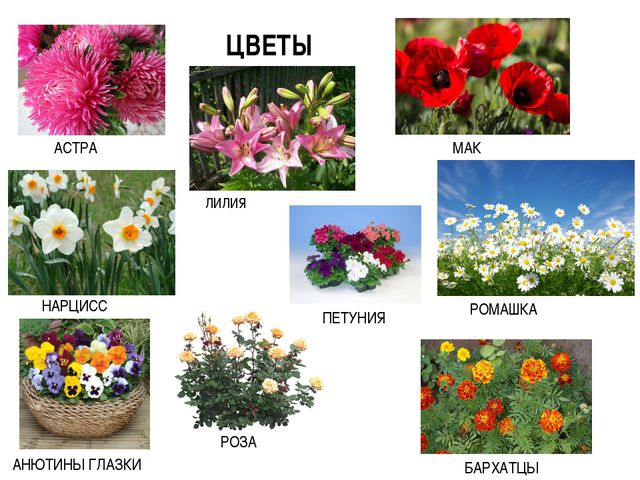 ЦВЕТЫ
АСТРА
МАК
ЛИЛИЯ
НАРЦИСС
ПЕТУНИЯ
РОМАШКА
РОЗА
АНЮТИНЫ ГЛАЗКИ
БАРХАТЦЫ